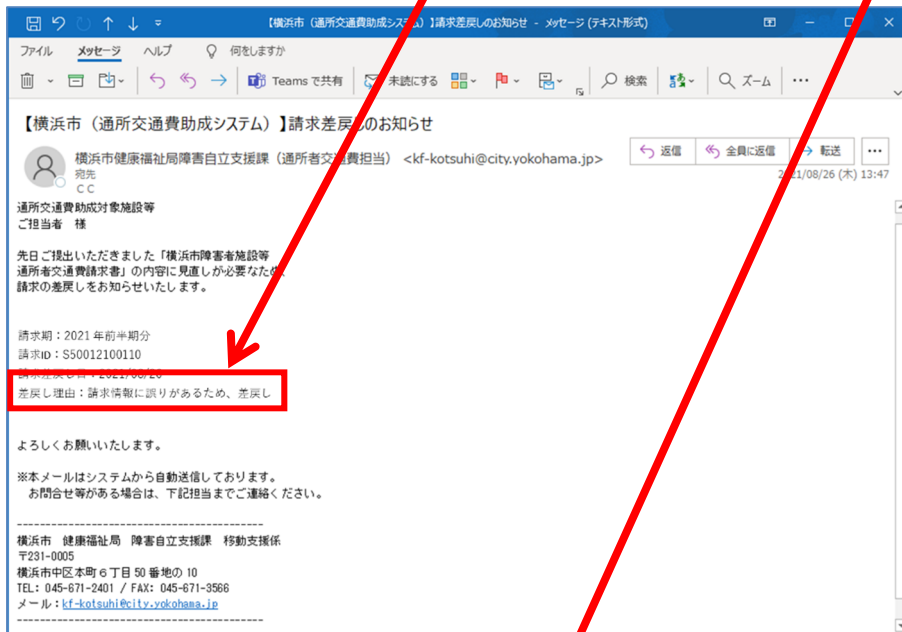 【横浜市（通所交通費助成システム）】請求差戻しのお知らせ - メッセージ (テキスト形式)
ファイル メッセージ ヘルプ 何をしますか
Teams で共有 未読にする 検索 ズーム
【横浜市（通所交通費助成システム）】請求差戻しのお知らせ
横浜市健康福祉局障害自立支援課（通所者交通費担当） <kf-kotsuhi@city.yokohama.jp>
返信 全員に返信 転送
宛先
ＣＣ
2021/08/26 (木) 13:47
通所交通費助成対象施設等
ご担当者　様
先日ご提出いただきました「横浜市障害者施設等
通所者交通費請求書」の内容に見直しが必要なため、
請求の差戻しをお知らせいたします。
請求期：2021 年前半期分
請求ID：S50012100110
請求差戻し日：2021/08/26
差戻し理由：請求情報に誤りがあるため、差戻し
よろしくお願いいたします。
※本メールはシステムから自動送信しております。
お問合せ等がある場合は、下記担当までご連絡ください。
--------------------------------------------
横浜市　健康福祉局　障害自立支援課　移動支援係
〒231-0005
横浜市中区本町６丁目 50 番地の 10
TEL: 045-671-2401 / FAX: 045-671-3566
メール：kf-kotsuhi@city.yokohama.jp
--------------------------------------------